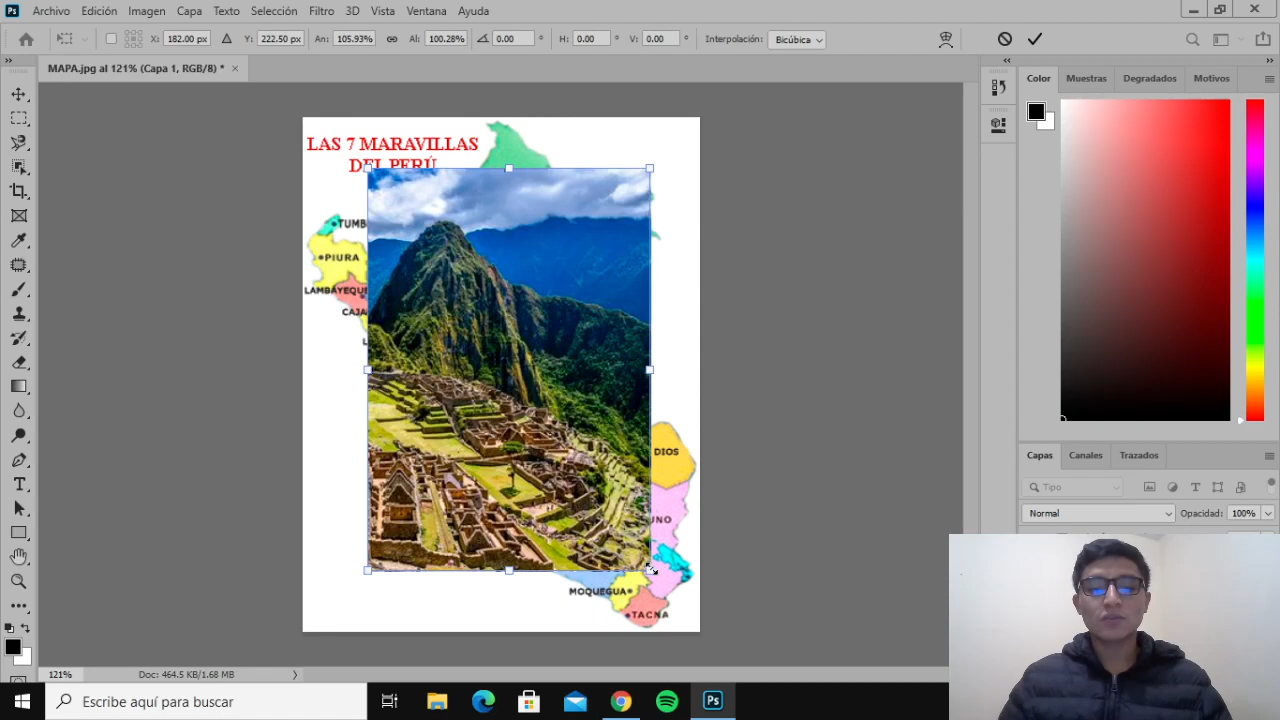 Ps Archivo Edición Imagen Capa Texto Selección Filtro 3D Vista Ventana Ayuda
X: 182.00 px Y: 222.50 px An: 105.93% Al: 100.28% 0.00 ° H: 0.00 ° V: 0.00 ° Interpolación: Bicúbica
MAPA.jpg al 121% (Capa 1, RGB/8) * ×
Color Muestras Degradados Motivos
LAS 7 MARAVILLAS
DEL PERÚ
TUMB
PIURA
LAMBAYEQUE
CAJA
L
DIOS
UNO
MOQUEGUA
TACNA
Capas Canales Trazados
Tipo
Normal Opacidad: 100%
121% Doc: 464.5 KB/1.68 MB
Escribe aquí para buscar
Ps